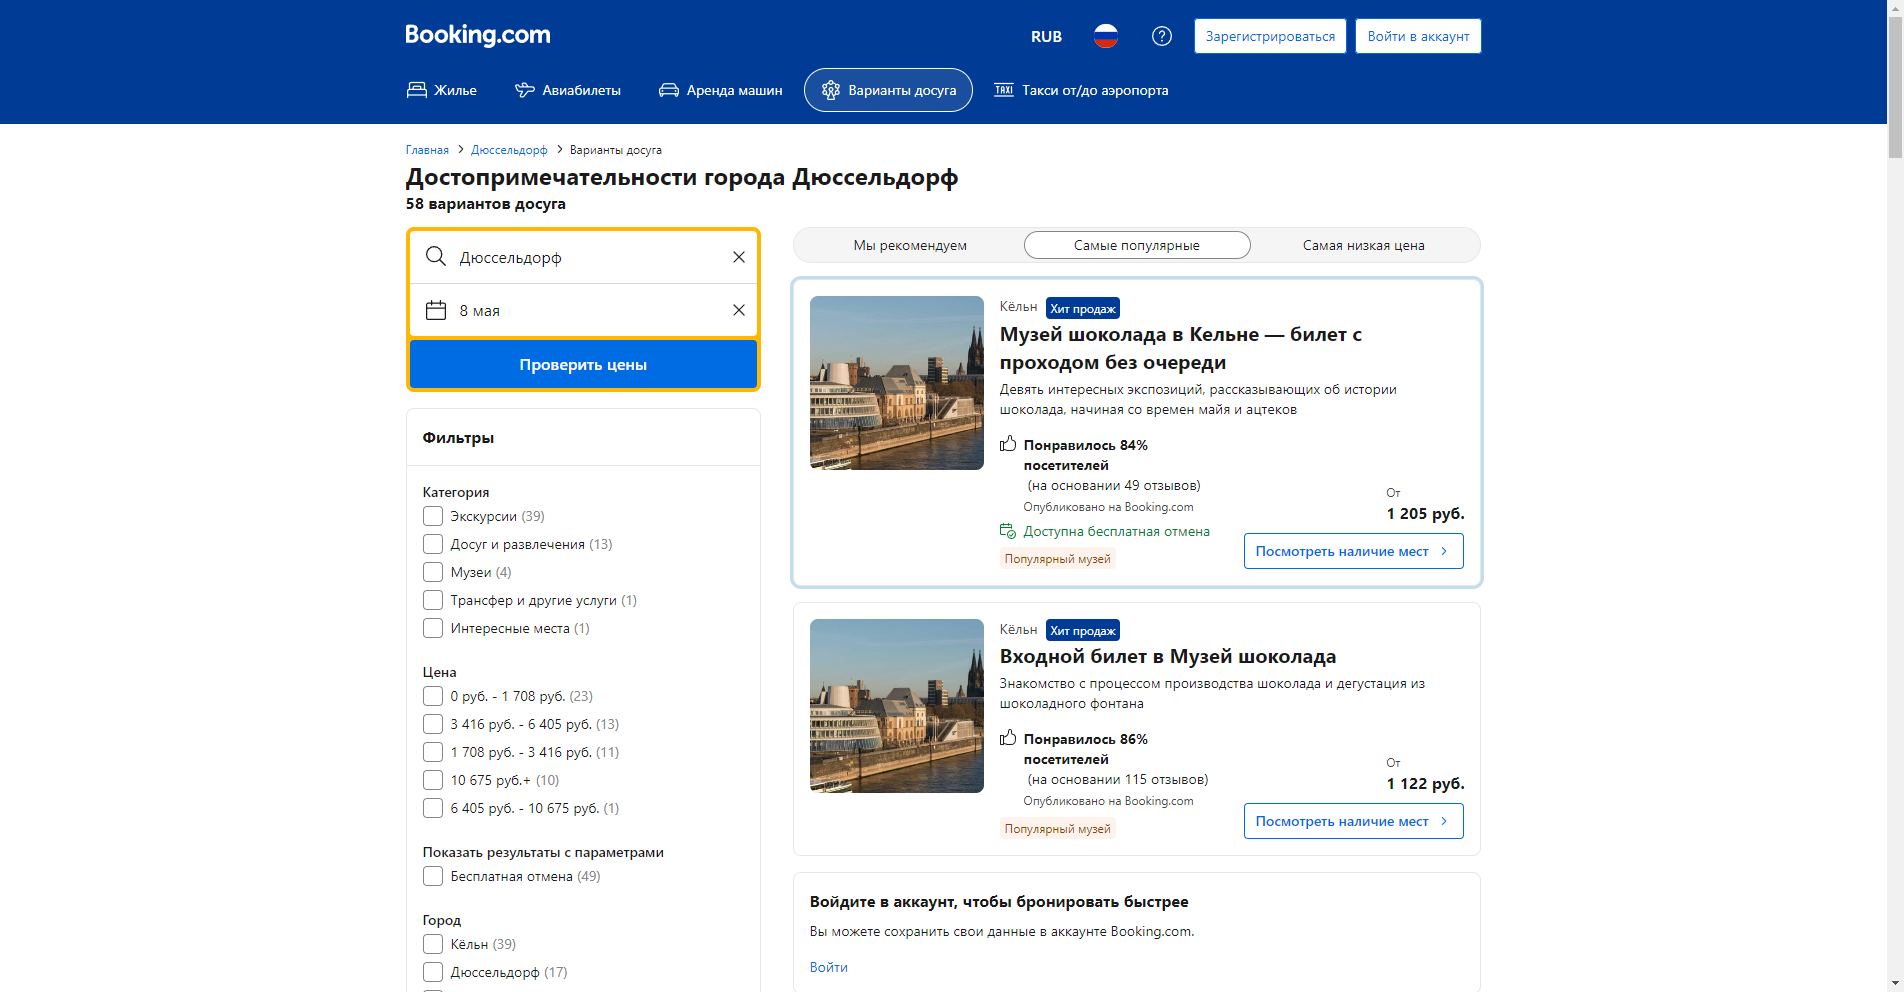 Booking.com
RUB
Зарегистрироваться
Войти в аккаунт
Жилье
Авиабилеты
Аренда машин
Варианты досуга
TAXI
Такси от/до аэропорта
Главная > Дюссельдорф > Варианты досуга
Достопримечательности города Дюссельдорф
58 вариантов досуга
Дюссельдорф
8 мая
Проверить цены
Фильтры
Категория
Экскурсии (39)
Досуг и развлечения (13)
Музеи (4)
Трансфер и другие услуги (1)
Интересные места (1)
Цена
0 руб. - 1 708 руб. (23)
3 416 руб. - 6 405 руб. (13)
1 708 руб. - 3 416 руб. (11)
10 675 руб.+ (10)
6 405 руб. - 10 675 руб. (1)
Показать результаты с параметрами
Бесплатная отмена (49)
Город
Кёльн (39)
Дюссельдорф (17)
Мы рекомендуем
Самые популярные
Самая низкая цена
Кёльн Хит продаж
Музей шоколада в Кельне — билет с
проходом без очереди
Девять интересных экспозиций, рассказывающих об истории
шоколада, начиная со времен майя и ацтеков
Понравилось 84%
посетителей
(на основании 49 отзывов)
Опубликовано на Booking.com
Доступна бесплатная отмена
Популярный музей
От
1 205 руб.
Посмотреть наличие мест
Кёльн Хит продаж
Входной билет в Музей шоколада
Знакомство с процессом производства шоколада и дегустация из
шоколадного фонтана
Понравилось 86%
посетителей
(на основании 115 отзывов)
Опубликовано на Booking.com
Популярный музей
От
1 122 руб.
Посмотреть наличие мест
Войдите в аккаунт, чтобы бронировать быстрее
Вы можете сохранить свои данные в аккаунте Booking.com.
Войти